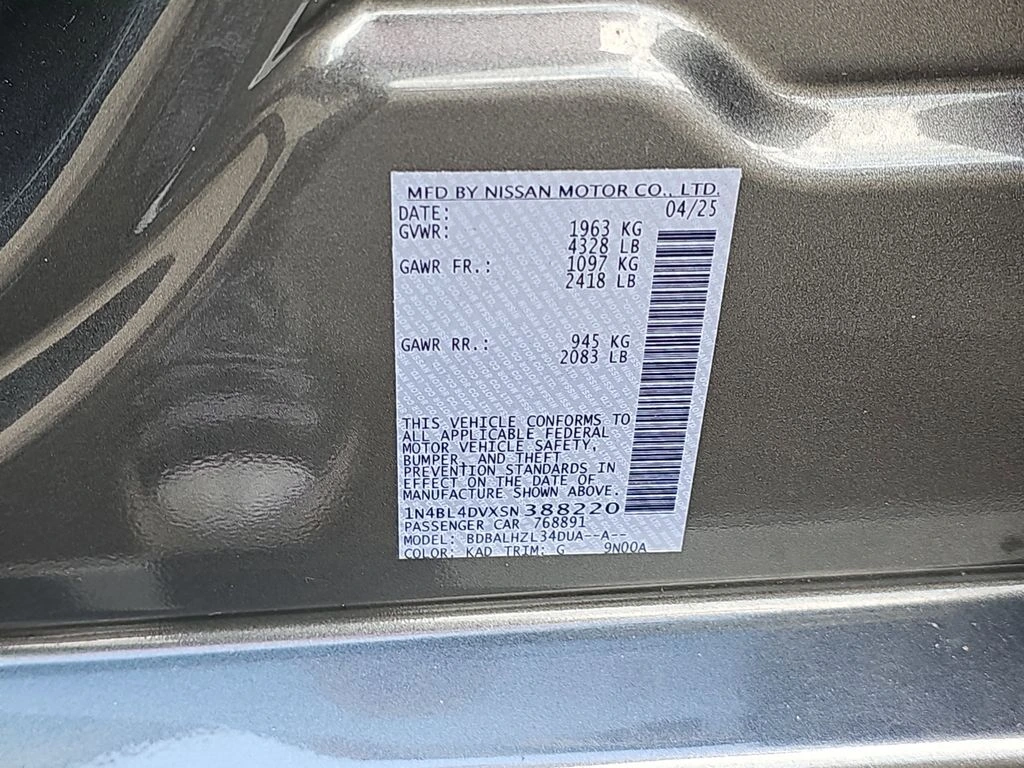 MFD BY NISSAN MOTOR CO., LTD.
DATE: 04/25
GVWR: 1963 KG
4328 LB
GAWR FR.: 1097 KG
2418 LB
GAWR RR.: 945 KG
2083 LB
THIS VEHICLE CONFORMS TO
ALL APPLICABLE FEDERAL
MOTOR VEHICLE SAFETY,
BUMPER, AND THEFT
PREVENTION STANDARDS IN
EFFECT ON THE DATE OF
MANUFACTURE SHOWN ABOVE.
1N4BL4DVXSN388220
PASSENGER CAR 768891
MODEL: BDBALHZL34DUA--A--
COLOR: KAD TRIM: G 9N00A